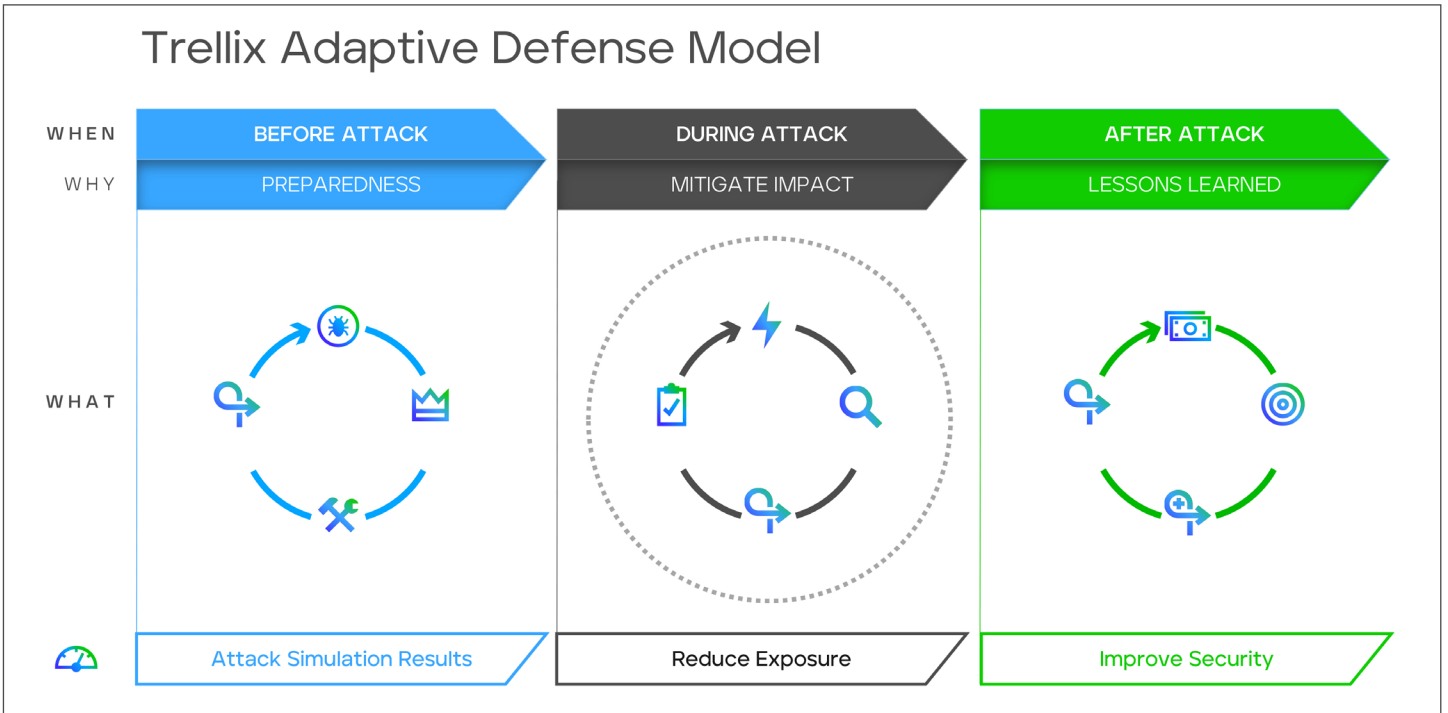 Trellix Adaptive Defense Model
WHEN
BEFORE ATTACK
DURING ATTACK
AFTER ATTACK
WHY
PREPAREDNESS
MITIGATE IMPACT
LESSONS LEARNED
WHAT
Attack Simulation Results
Reduce Exposure
Improve Security